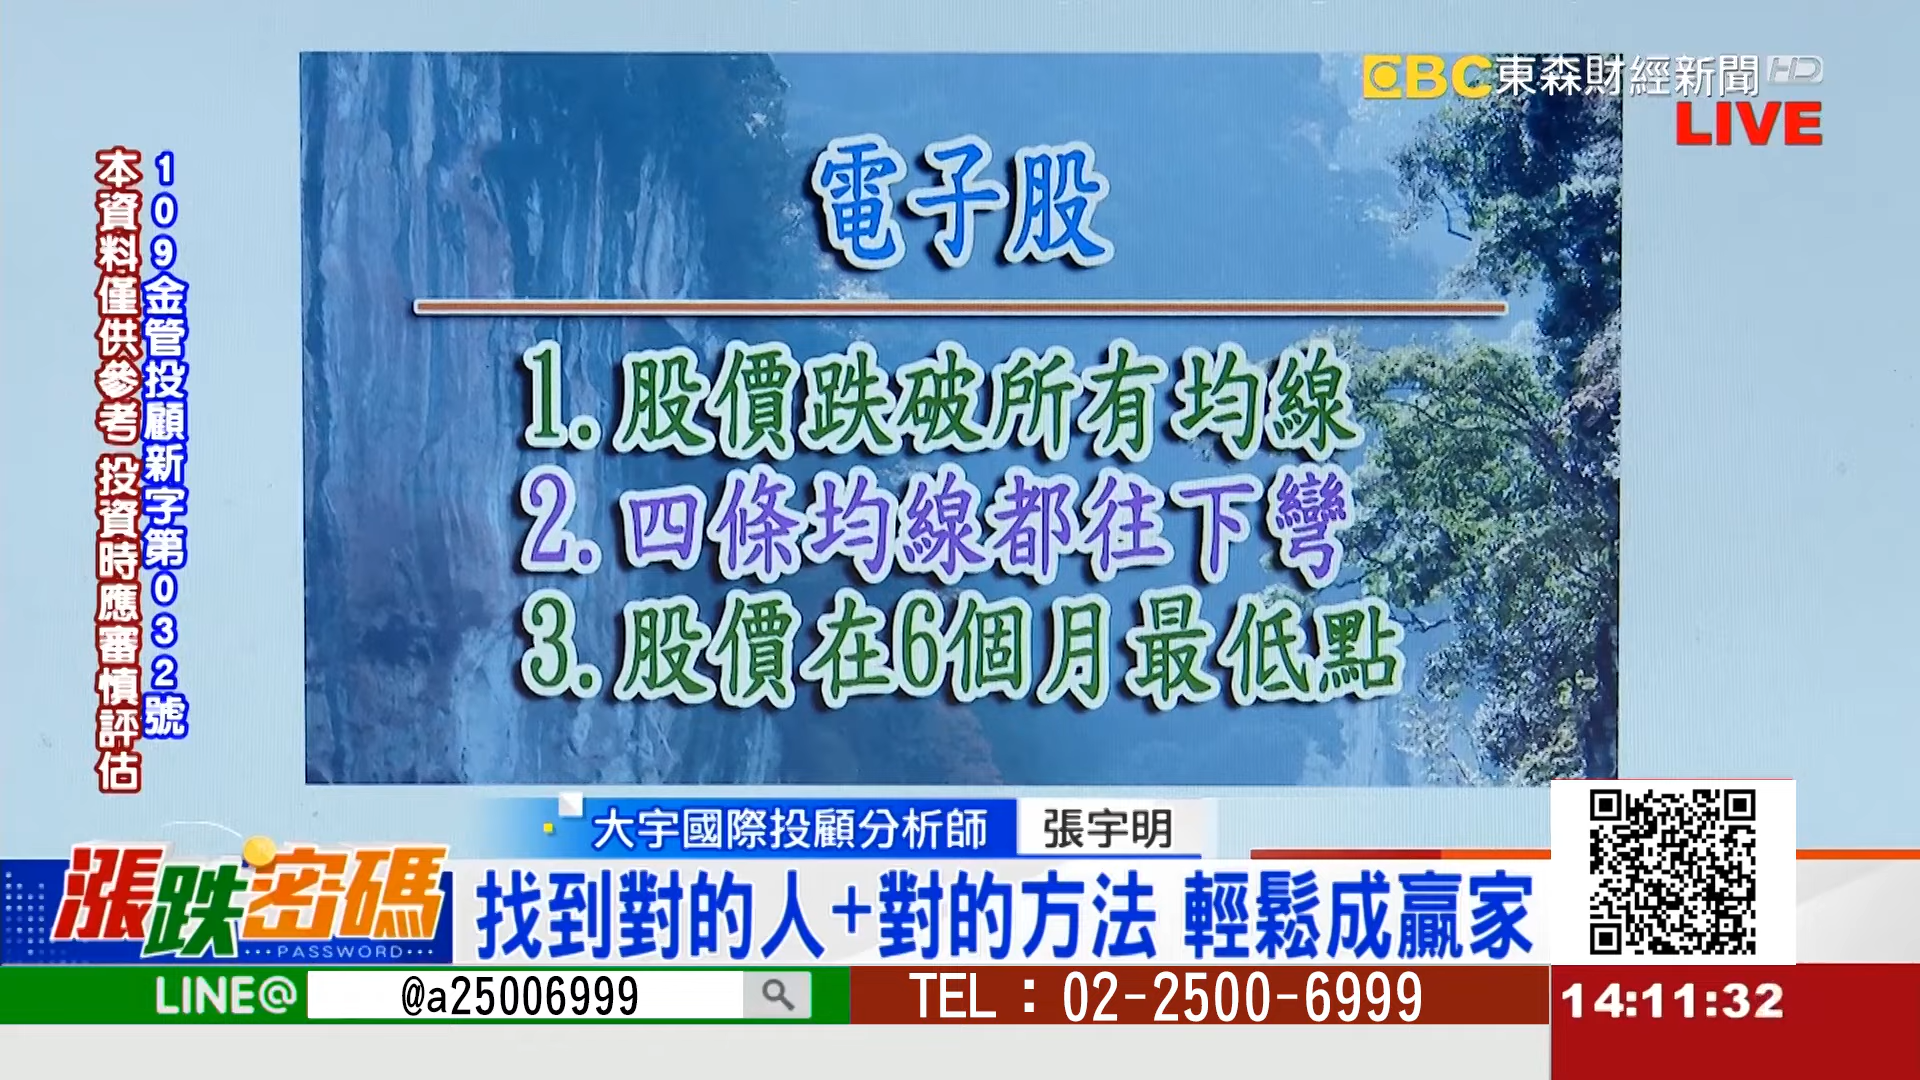 EBC東森財經新聞HD
LIVE
109金管投顧新字第032號
本資料僅供參考 投資時應審慎評估
電子股
1.股價跌破所有均線
2.四條均線都往下彎
3.股價在6個月最低點
大宇國際投顧分析師 張宇明
漲跌密碼
PASSWORD
找到對的人+對的方法 輕鬆成贏家
LINE@ @a25006999
TEL：02-2500-6999
14:11:32